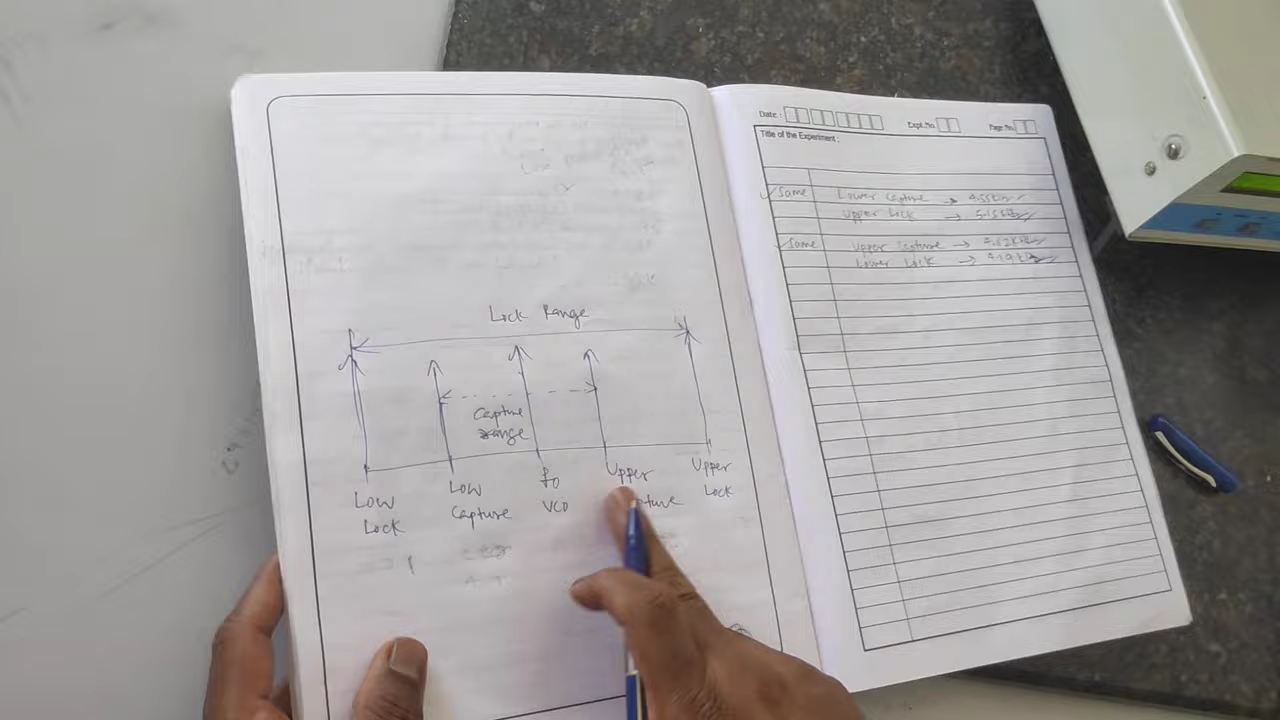 Lock Range
Capture
range
Low
Lock
Low
Capture
fo
VCO
Upper
Upper
Lock
Date :
Expt.No.
Page.No.
Title of the Experiment :
Same Lower Capture →
Upper Lock →
Same Upper Capture →
Lower Lock →